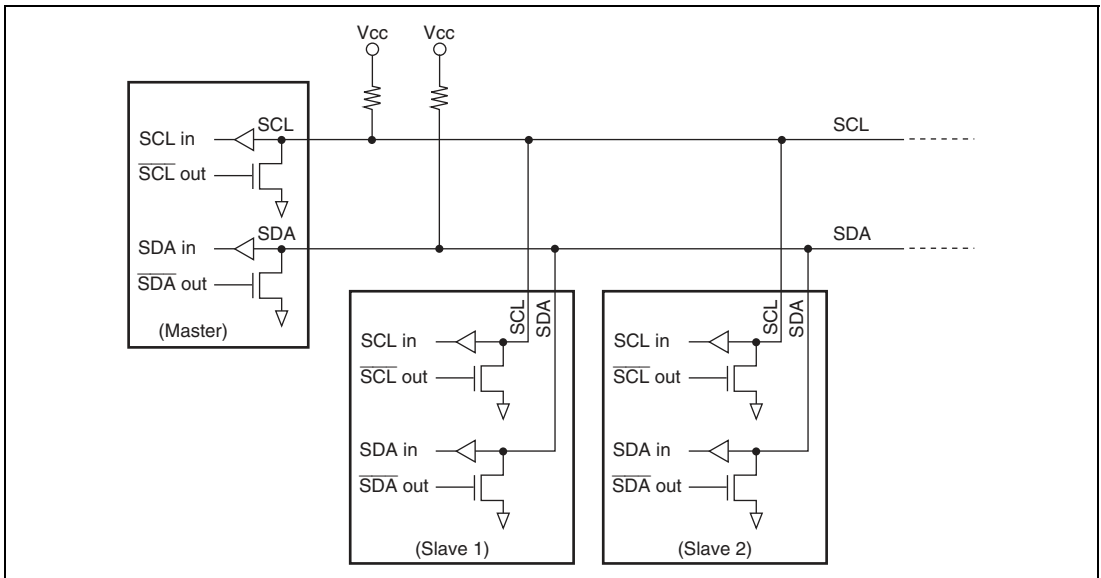 Vcc
Vcc
SCL in
SCL
SCL
SCL out
SDA in
SDA
SDA
SDA out
(Master)
SCL
SDA
SCL
SDA
SCL in
SCL in
SCL out
SCL out
SDA in
SDA in
SDA out
SDA out
(Slave 1)
(Slave 2)